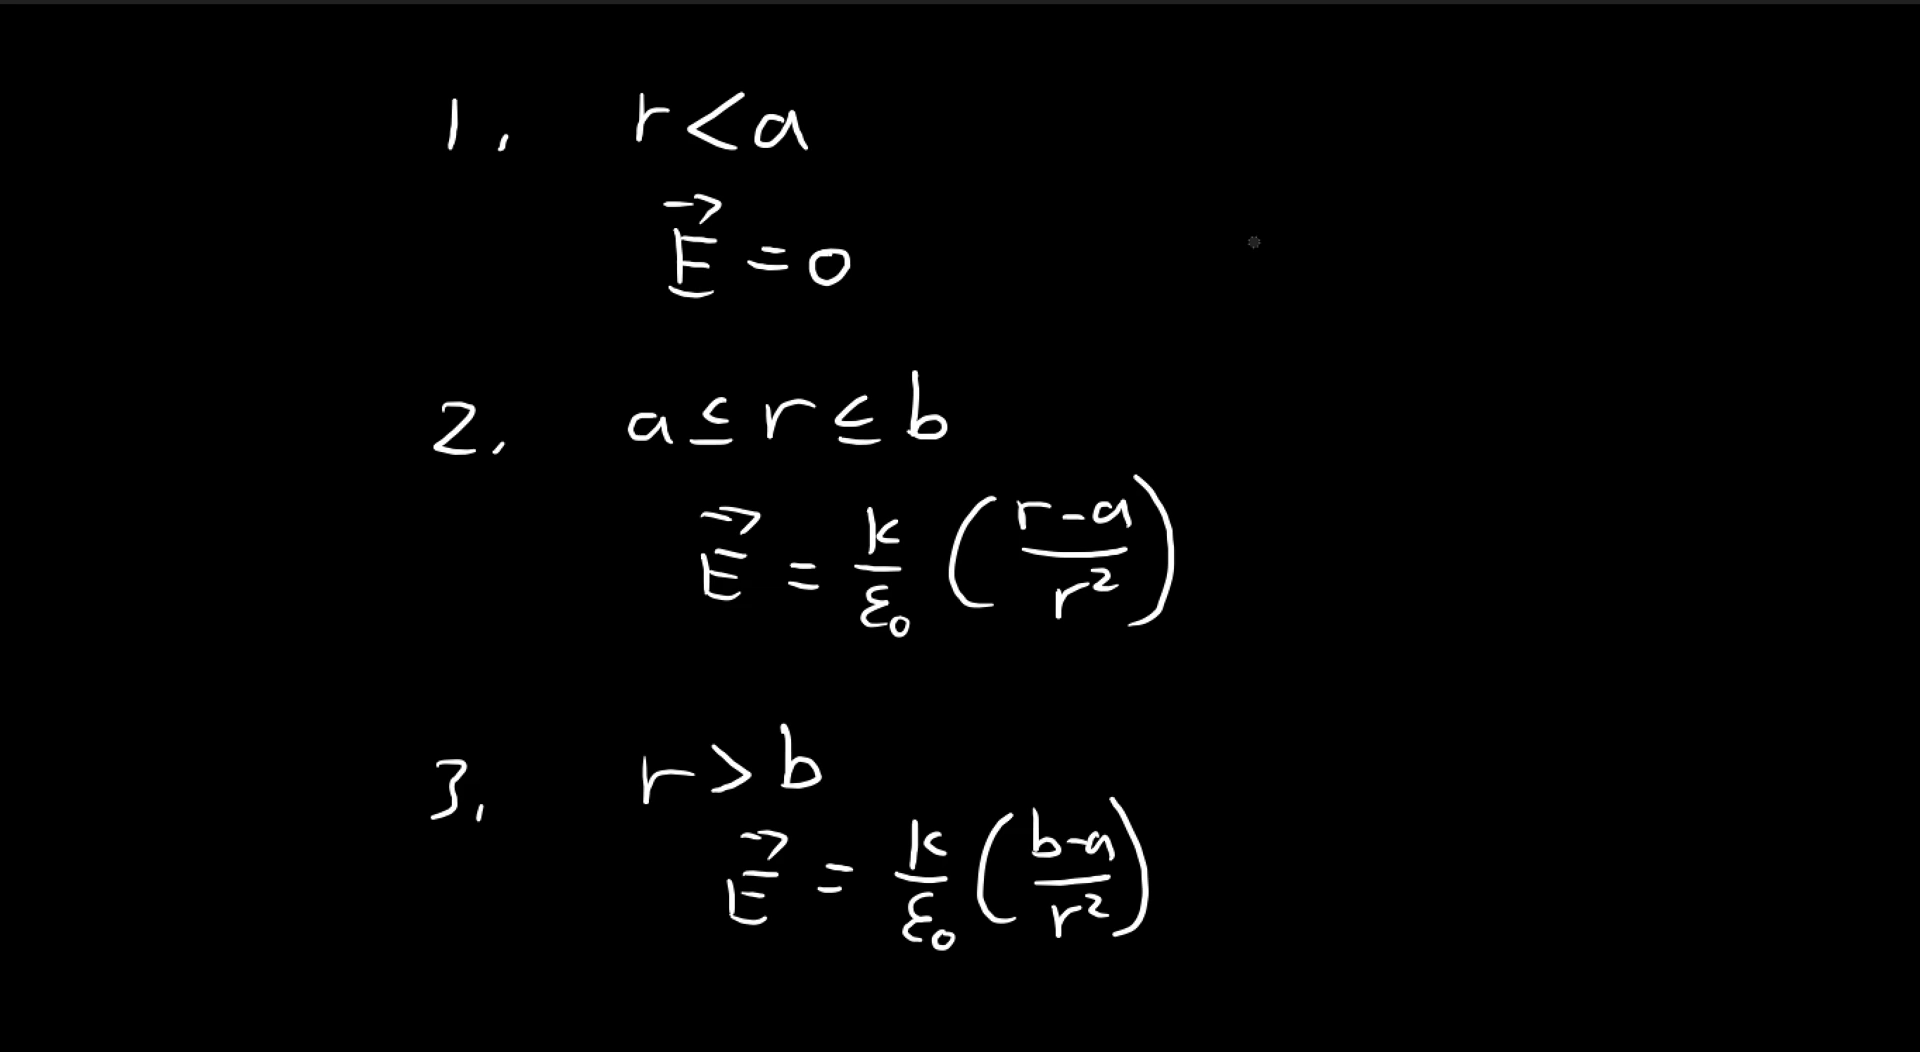 1. r<a
E⃗ = 0
2. a ≤ r ≤ b
E⃗ = k/ε₀ ( (r-a)/r² )
3. r>b
E⃗ = k/ε₀ ( (b-a)/r² )